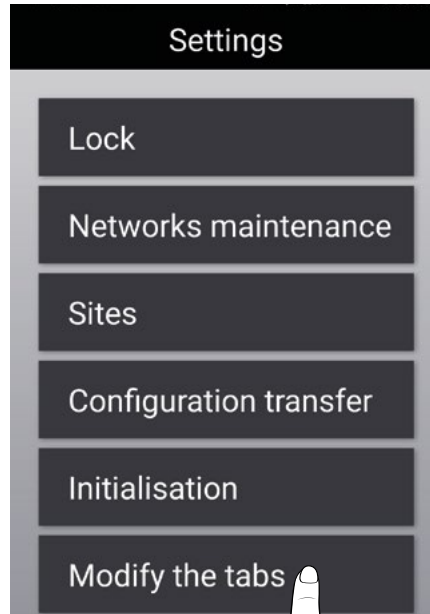 Settings
Lock
Networks maintenance
Sites
Configuration transfer
Initialisation
Modify the tabs